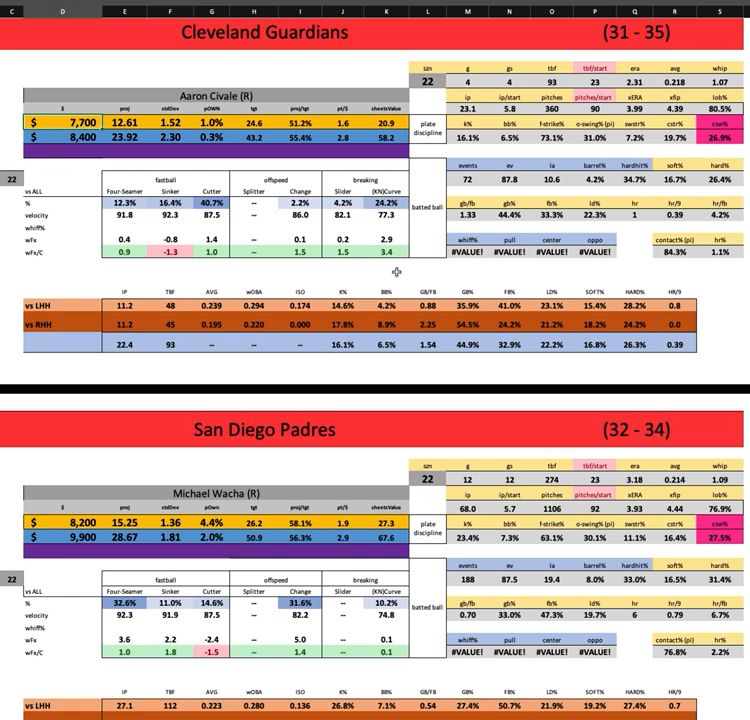 C D E F G H I J K L M N O P Q R S
Cleveland Guardians (31 - 35)
szn g gs tbf tbf/start era avg whip
22 4 4 93 23 2.31 0.218 1.07
Aaron Civale (R) ip ip/start pitches pitches/start xERA xfip lob%
$ proj stdDev pOWN tgt proj/tgt pt/$ sheetsValue 23.1 5.8 360 90 3.99 4.39 80.5%
$ 7,700 12.61 1.52 1.0% 24.6 51.2% 1.6 20.9 plate discipline k% bb% f-strike% o-swing% (pi) swstr% cstr% csw%
$ 8,400 23.92 2.30 0.3% 43.2 55.4% 2.8 58.2 16.1% 6.5% 73.1% 31.0% 7.2% 19.7% 26.9%
events ev la barrel% hardhit% soft% hard%
22 fastball offspeed breaking 72 87.8 10.6 4.2% 34.7% 16.7% 26.4%
vs ALL Four-Seamer Sinker Cutter Splitter Change Slider (KN)Curve
% 12.3% 16.4% 40.7% -- 2.2% 4.2% 24.2% batted ball gb/fb gb% fb% ld% hr hr/9 hr/fb
velocity 91.8 92.3 87.5 -- 86.0 82.1 77.3 1.33 44.4% 33.3% 22.3% 1 0.39 4.2%
whiff%
wFx 0.4 -0.8 1.4 -- 0.1 0.2 2.9 whiff% pull center oppo contact% (pi) hr%
wFx/C 0.9 -1.3 1.0 -- 1.5 1.5 3.4 #VALUE! #VALUE! #VALUE! #VALUE! 84.3% 1.1%
IP TBF AVG wOBA ISO K% BB% GB/FB GB% FB% LD% SOFT% HARD% HR/9
vs LHH 11.2 48 0.239 0.294 0.174 14.6% 4.2% 0.88 35.9% 41.0% 23.1% 15.4% 28.2% 0.8
vs RHH 11.2 45 0.195 0.220 0.000 17.8% 8.9% 2.25 54.5% 24.2% 21.2% 18.2% 24.2% 0.0
22.4 93 -- -- -- 16.1% 6.5% 1.54 44.9% 32.9% 22.2% 16.8% 26.3% 0.39
San Diego Padres (32 - 34)
szn g gs tbf tbf/start era avg whip
22 12 12 274 23 3.18 0.214 1.09
Michael Wacha (R) ip ip/start pitches pitches/start xERA xfip lob%
$ proj stdDev pOwn tgt proj/tgt pt/$ sheetsValue 68.0 5.7 1106 92 3.93 4.44 76.9%
$ 8,200 15.25 1.36 4.4% 26.2 58.1% 1.9 27.3 plate discipline k% bb% f-strike% o-swing% (pi) swstr% cstr% csw%
$ 9,900 28.67 1.81 2.0% 50.9 56.3% 2.9 67.6 23.4% 7.3% 63.1% 30.1% 11.1% 16.4% 27.5%
events ev la barrel% hardhit% soft% hard%
22 fastball offspeed breaking 188 87.5 19.4 8.0% 33.0% 16.5% 31.4%
vs ALL Four-Seamer Sinker Cutter Splitter Change Slider (KN)Curve
% 32.6% 11.0% 14.6% -- 31.6% -- 10.2% batted ball gb/fb gb% fb% ld% hr hr/9 hr/fb
velocity 92.3 91.9 87.5 -- 82.2 -- 74.8 0.70 33.0% 47.3% 19.7% 6 0.79 6.7%
whiff%
wFx 3.6 2.2 -2.4 -- 5.0 -- 0.1 whiff% pull center oppo contact% (pi) hr%
wFx/C 1.0 1.8 -1.5 -- 1.4 -- 0.1 #VALUE! #VALUE! #VALUE! #VALUE! 76.8% 2.2%
IP TBF AVG wOBA ISO K% BB% GB/FB GB% FB% LD% SOFT% HARD% HR/9
vs LHH 27.1 112 0.223 0.280 0.136 26.8% 7.1% 0.54 27.4% 50.7% 21.9% 19.2% 27.4% 0.7